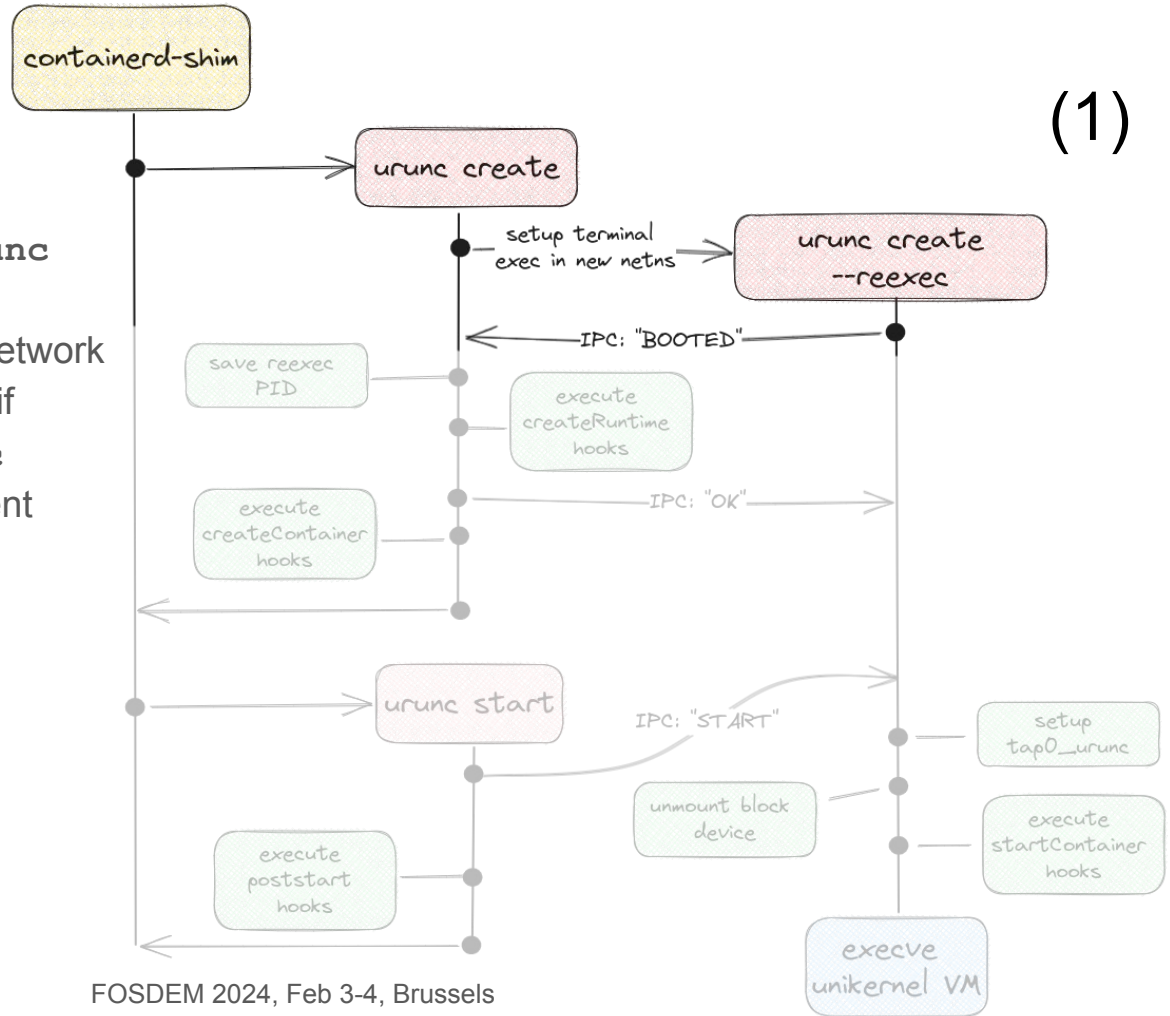 containerd-shim
(1)
urunc create
setup terminal
exec in new netns
urunc create
--reexec
IPC: "BOOTED"
etwork
if
ent
save reexec
PID
execute
createRuntime
hooks
IPC: "OK"
execute
createContainer
hooks
urunc start
IPC: "START"
setup
tap0_urunc
unmount block
device
execute
startContainer
hooks
execute
poststart
hooks
execve
unikernel VM
FOSDEM 2024, Feb 3-4, Brussels